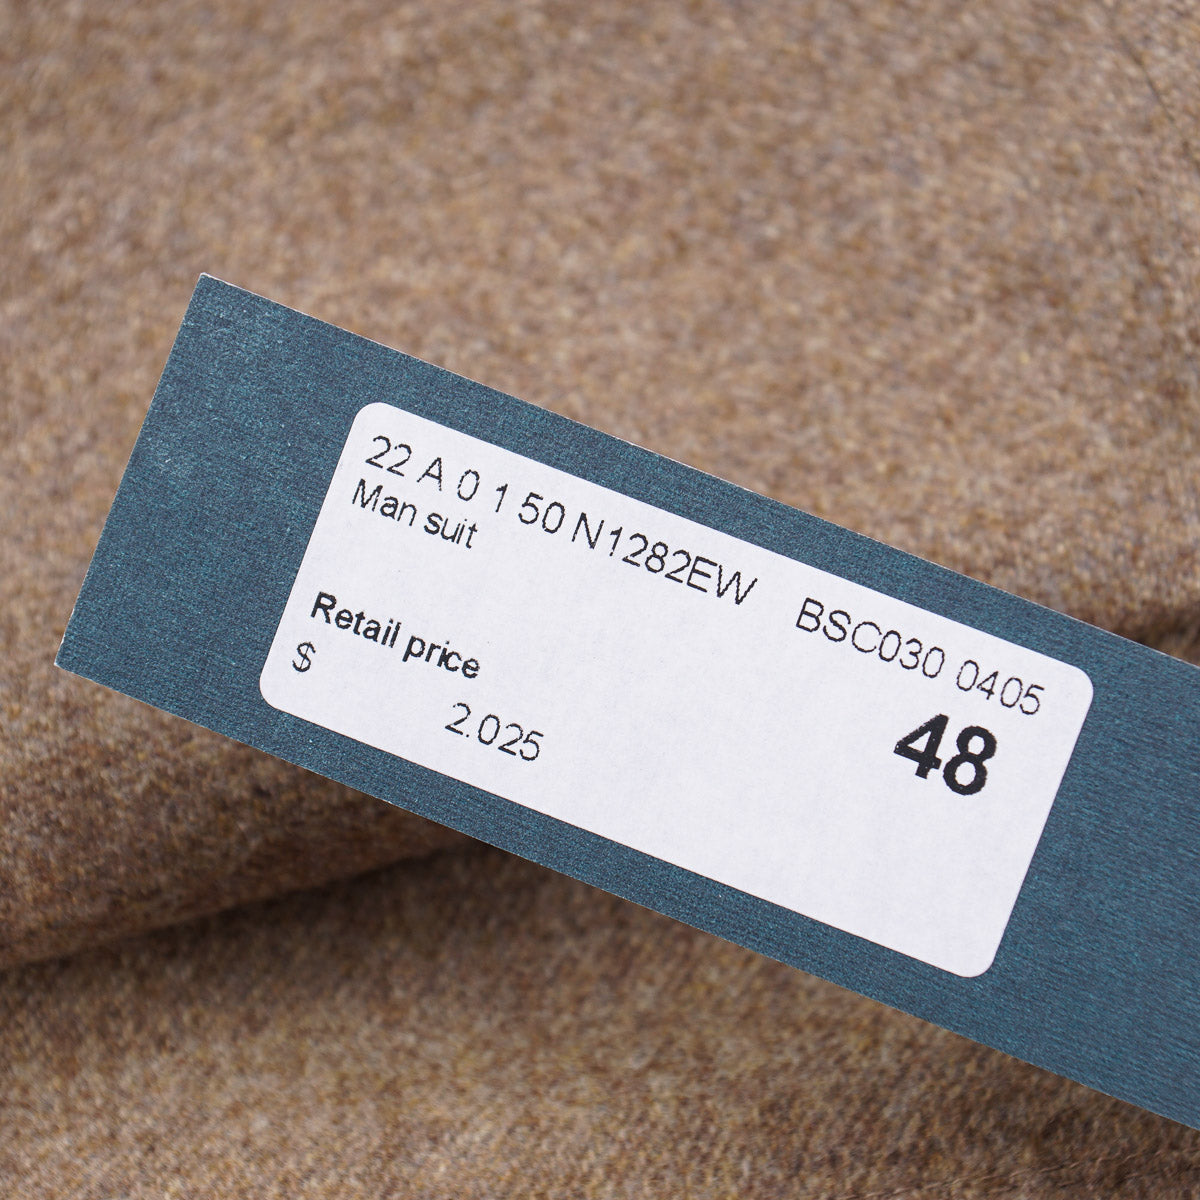 22 A 0 1 50 N1282EW BSC030 0405
Man suit
48
Retail price
$
2.025